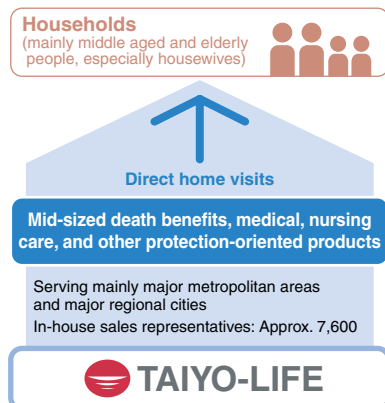 Households
(mainly middle aged and elderly
people, especially housewives)
Direct home visits
Mid-sized death benefits, medical, nursing
care, and other protection-oriented products
Serving mainly major metropolitan areas
and major regional cities
In-house sales representatives: Approx. 7,600
TAIYO-LIFE